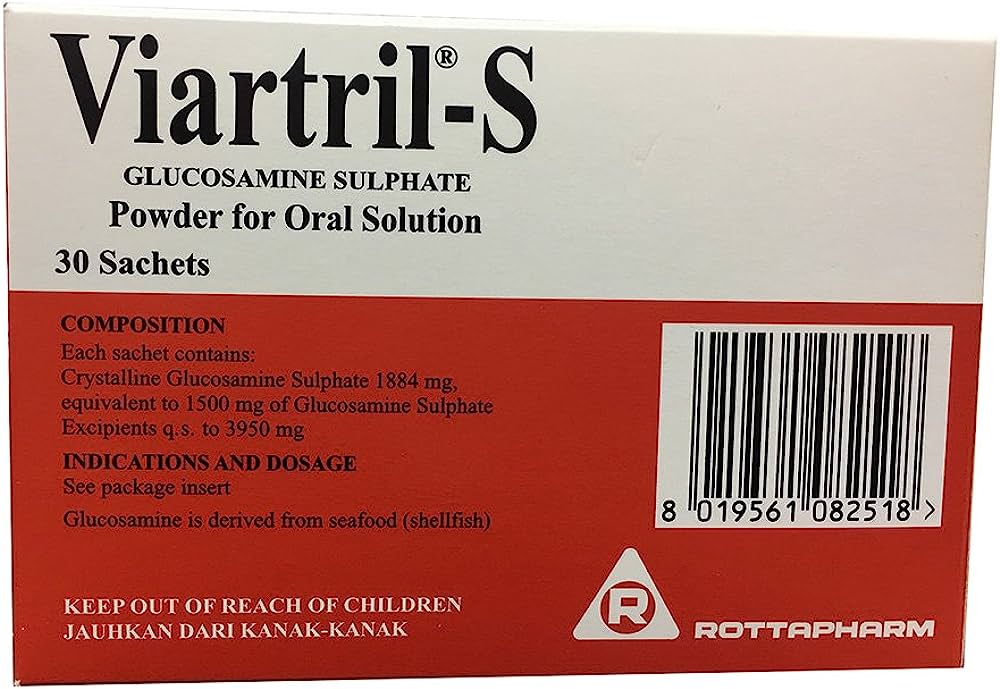 Viartril®-S
GLUCOSAMINE SULPHATE
Powder for Oral Solution
30 Sachets
COMPOSITION
Each sachet contains:
Crystalline Glucosamine Sulphate 1884 mg,
equivalent to 1500 mg of Glucosamine Sulphate
Excipients q.s. to 3950 mg
INDICATIONS AND DOSAGE
See package insert
Glucosamine is derived from seafood (shellfish)
8 019561 082518 >
KEEP OUT OF REACH OF CHILDREN
JAUHKAN DARI KANAK-KANAK
R ROTTAPHARM